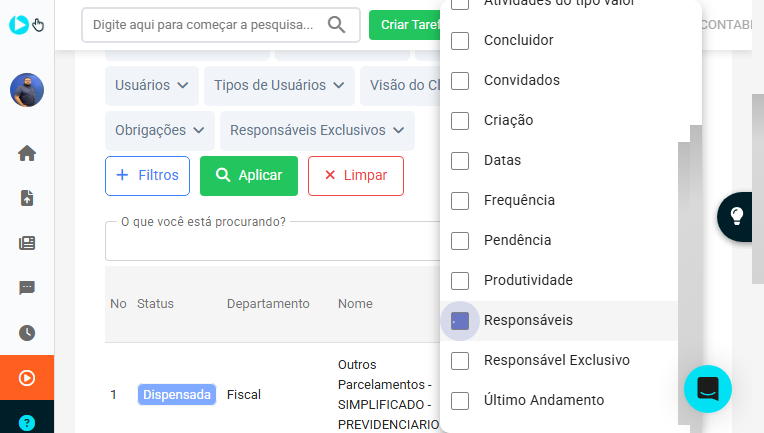 Digite aqui para começar a pesquisa...
Criar Taref
CONTABI
Usuários
Tipos de Usuários
Visão do Cl
Obrigações
Responsáveis Exclusivos
+ Filtros
Aplicar
× Limpar
O que você está procurando?
No Status Departamento Nome
1 Dispensada Fiscal Outros
Parcelamentos -
SIMPLIFICADO -
PREVIDENCIARIO
Atividades do tipo valor
Concluidor
Convidados
Criação
Datas
Frequência
Pendência
Produtividade
Responsáveis
Responsável Exclusivo
Último Andamento